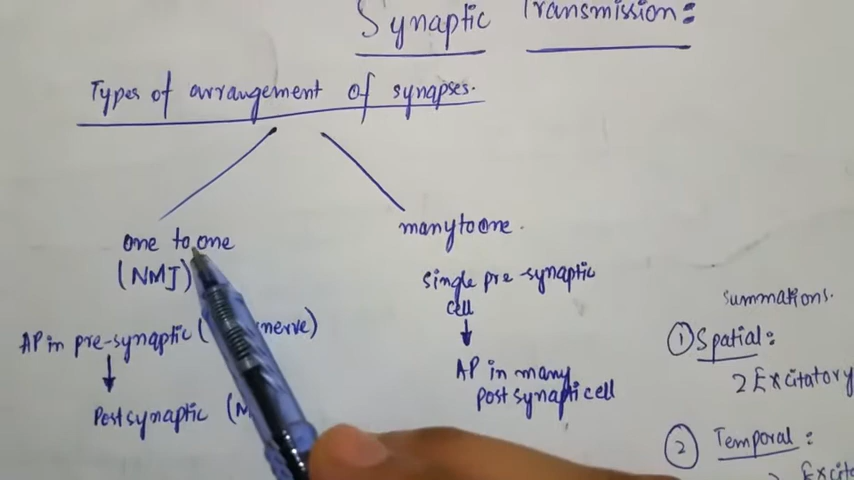 Synaptic Transmission:
Types of arrangement of synapses.
one to one
(NMJ)
AP in pre-synaptic ( nerve)
Postsynaptic (
many to one.
single pre-synaptic
cell
AP in many
post synapti cell
summations.
① Spatial:
2 Excitatory
② Temporal: